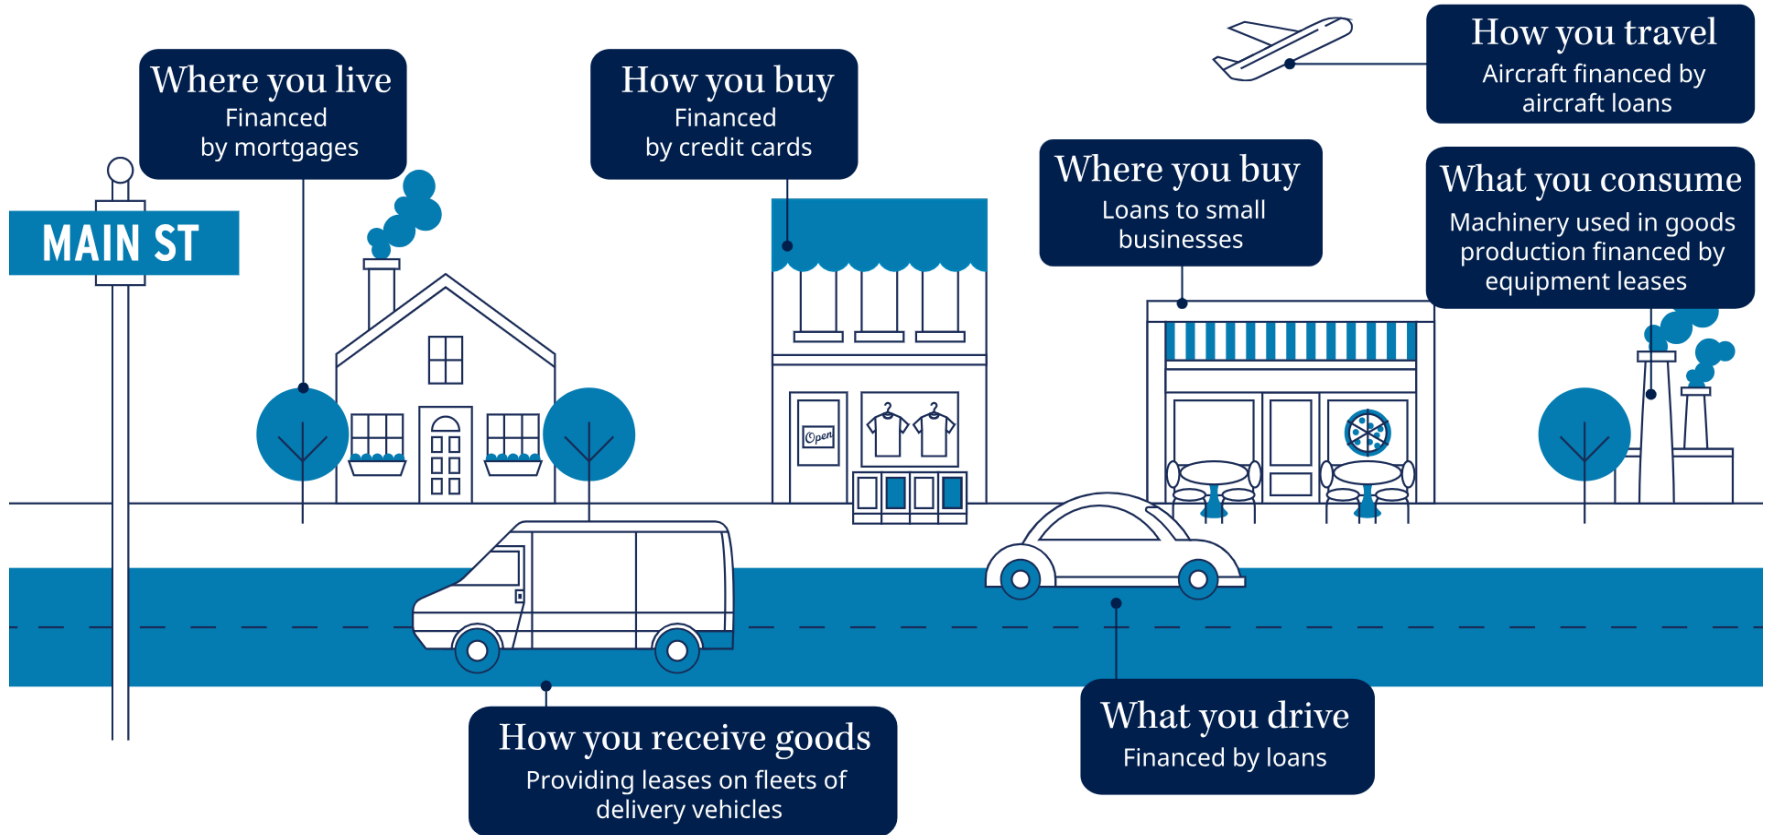 How you travel
Aircraft financed by
aircraft loans
Where you live
Financed
by mortgages
How you buy
Financed
by credit cards
Where you buy
Loans to small
businesses
What you consume
Machinery used in goods
production financed by
equipment leases
MAIN ST
Open
What you drive
Financed by loans
How you receive goods
Providing leases on fleets of
delivery vehicles